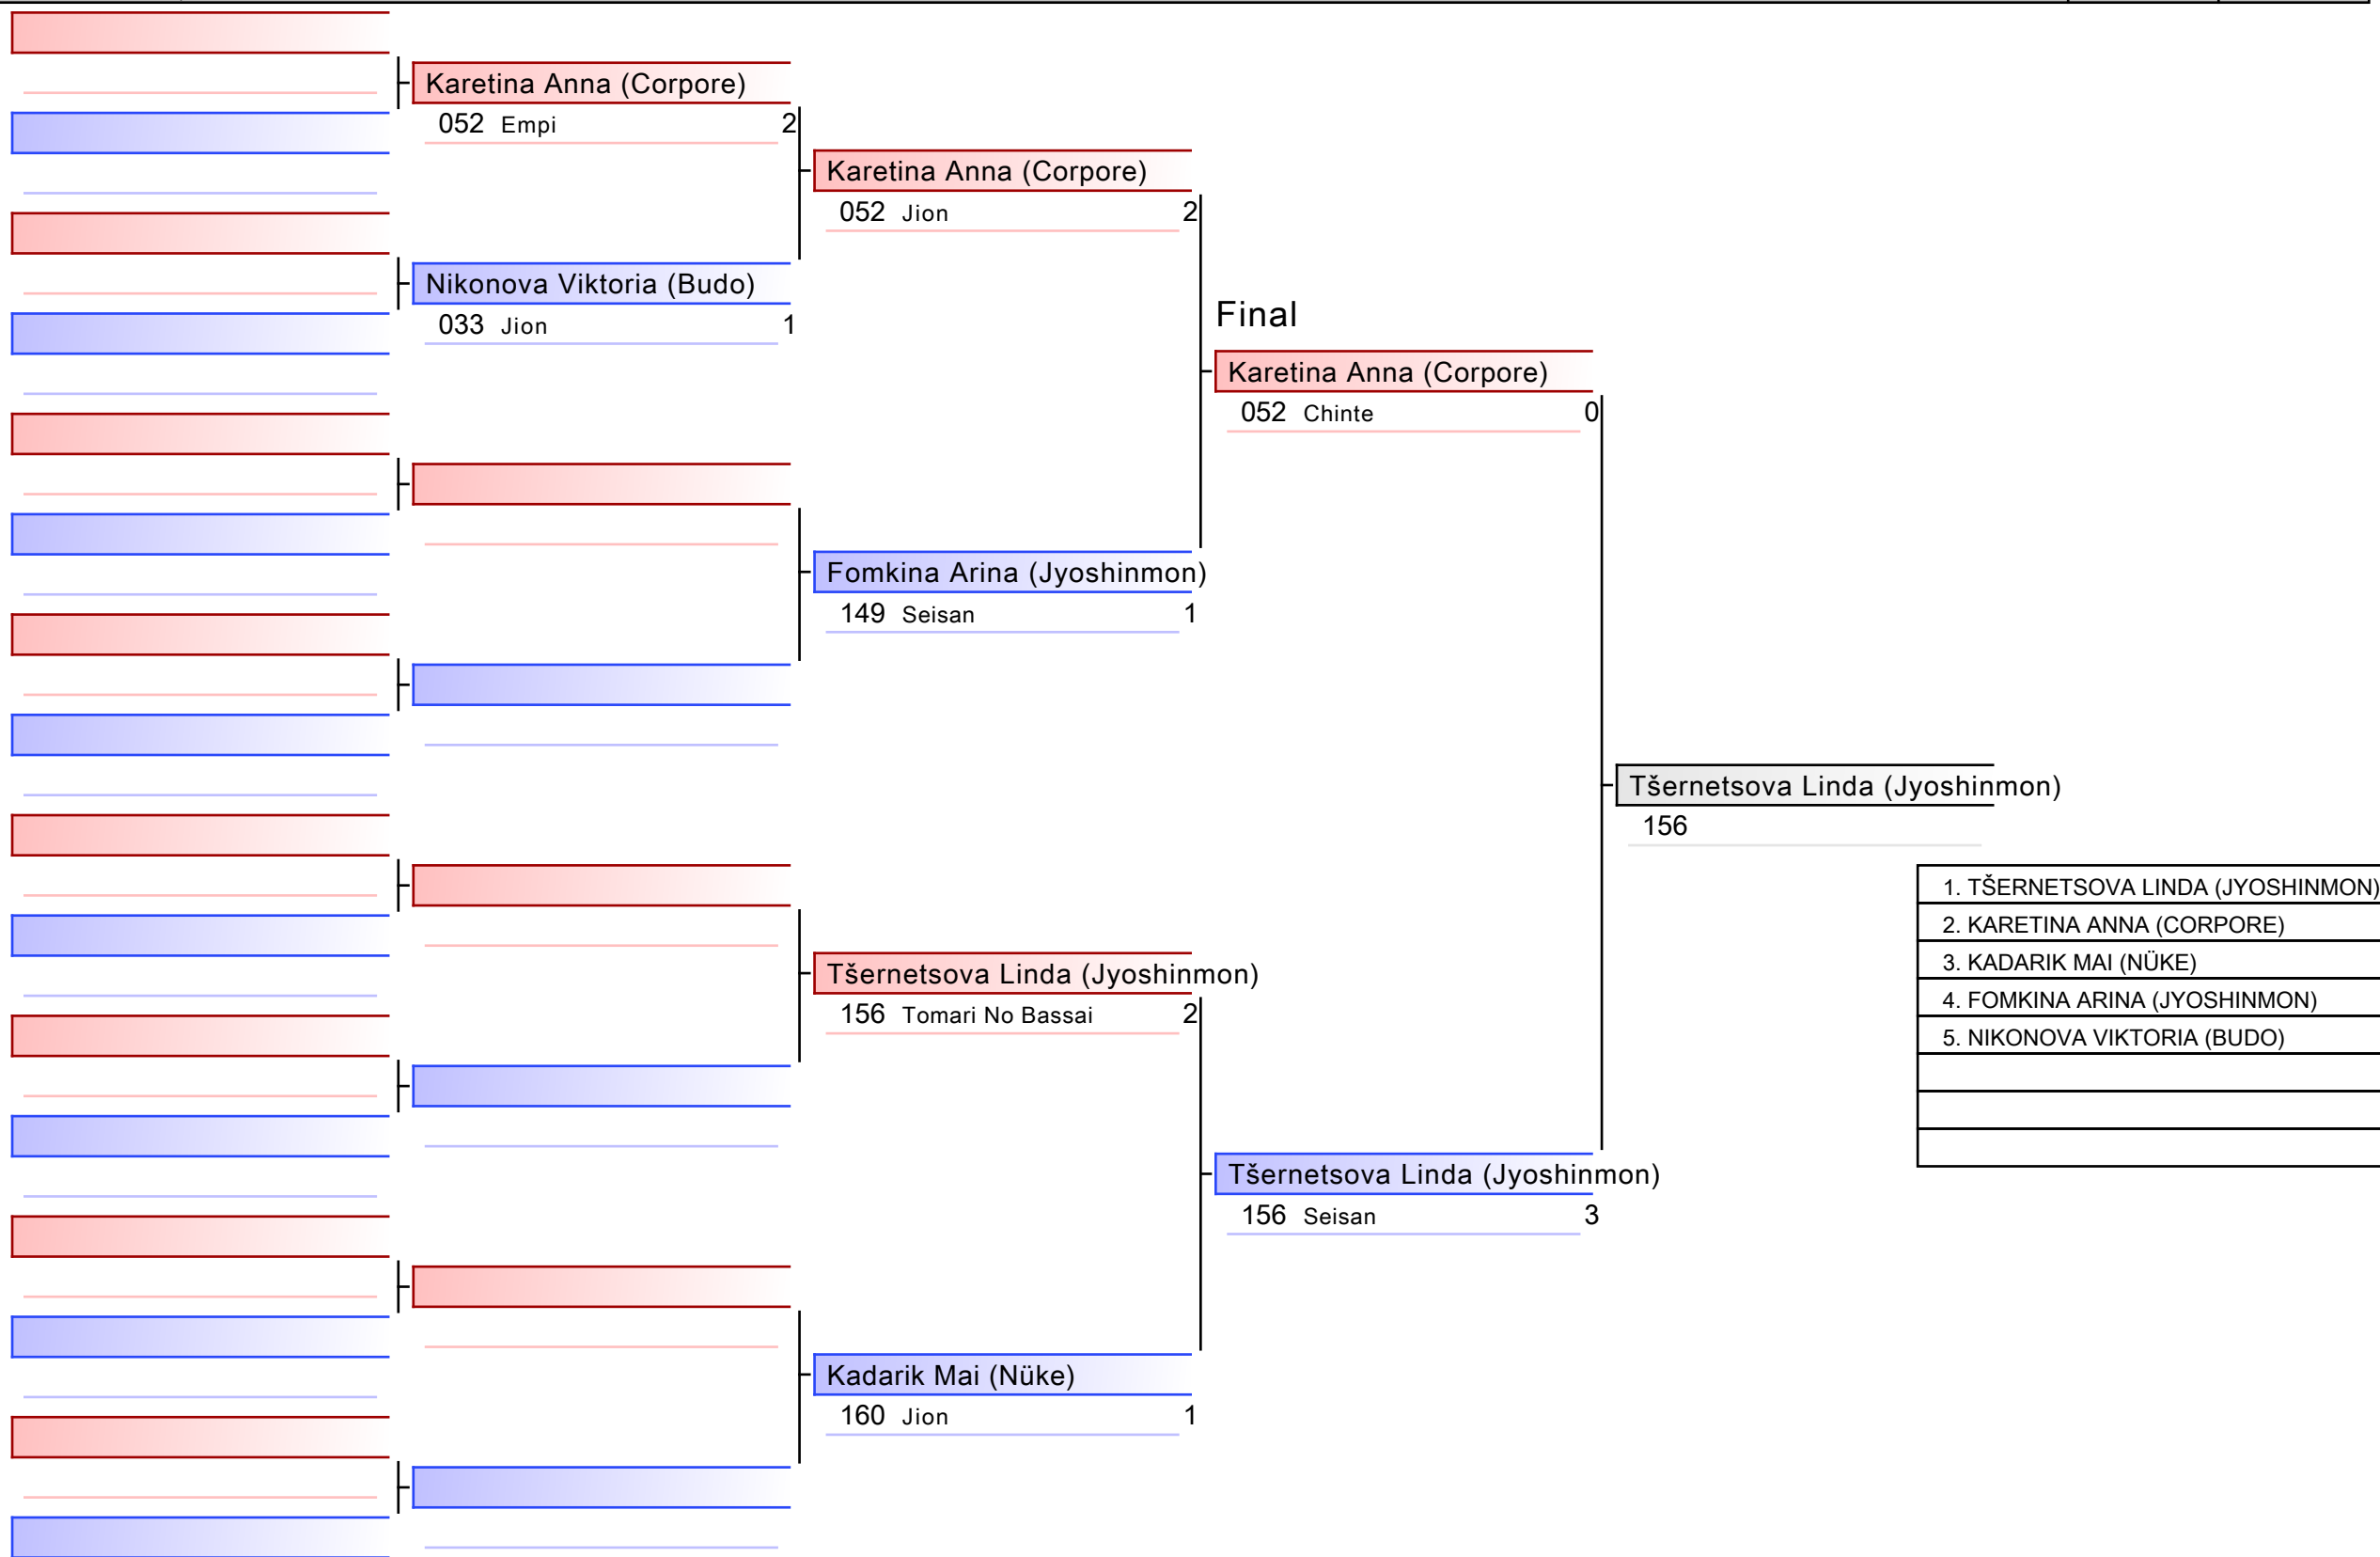 Karetina Anna (Corpore)
052 Empi 2
Nikonova Viktoria (Budo)
033 Jion 1
Karetina Anna (Corpore)
052 Jion 2
Fomkina Arina (Jyoshinmon)
149 Seisan 1
Tšernetsova Linda (Jyoshinmon)
156 Tomari No Bassai 2
Kadarik Mai (Nüke)
160 Jion 1
Final
Karetina Anna (Corpore)
052 Chinte 0
Tšernetsova Linda (Jyoshinmon)
156 Seisan 3
Tšernetsova Linda (Jyoshinmon)
156
1. TŠERNETSOVA LINDA (JYOSHINMON)
2. KARETINA ANNA (CORPORE)
3. KADARIK MAI (NÜKE)
4. FOMKINA ARINA (JYOSHINMON)
5. NIKONOVA VIKTORIA (BUDO)